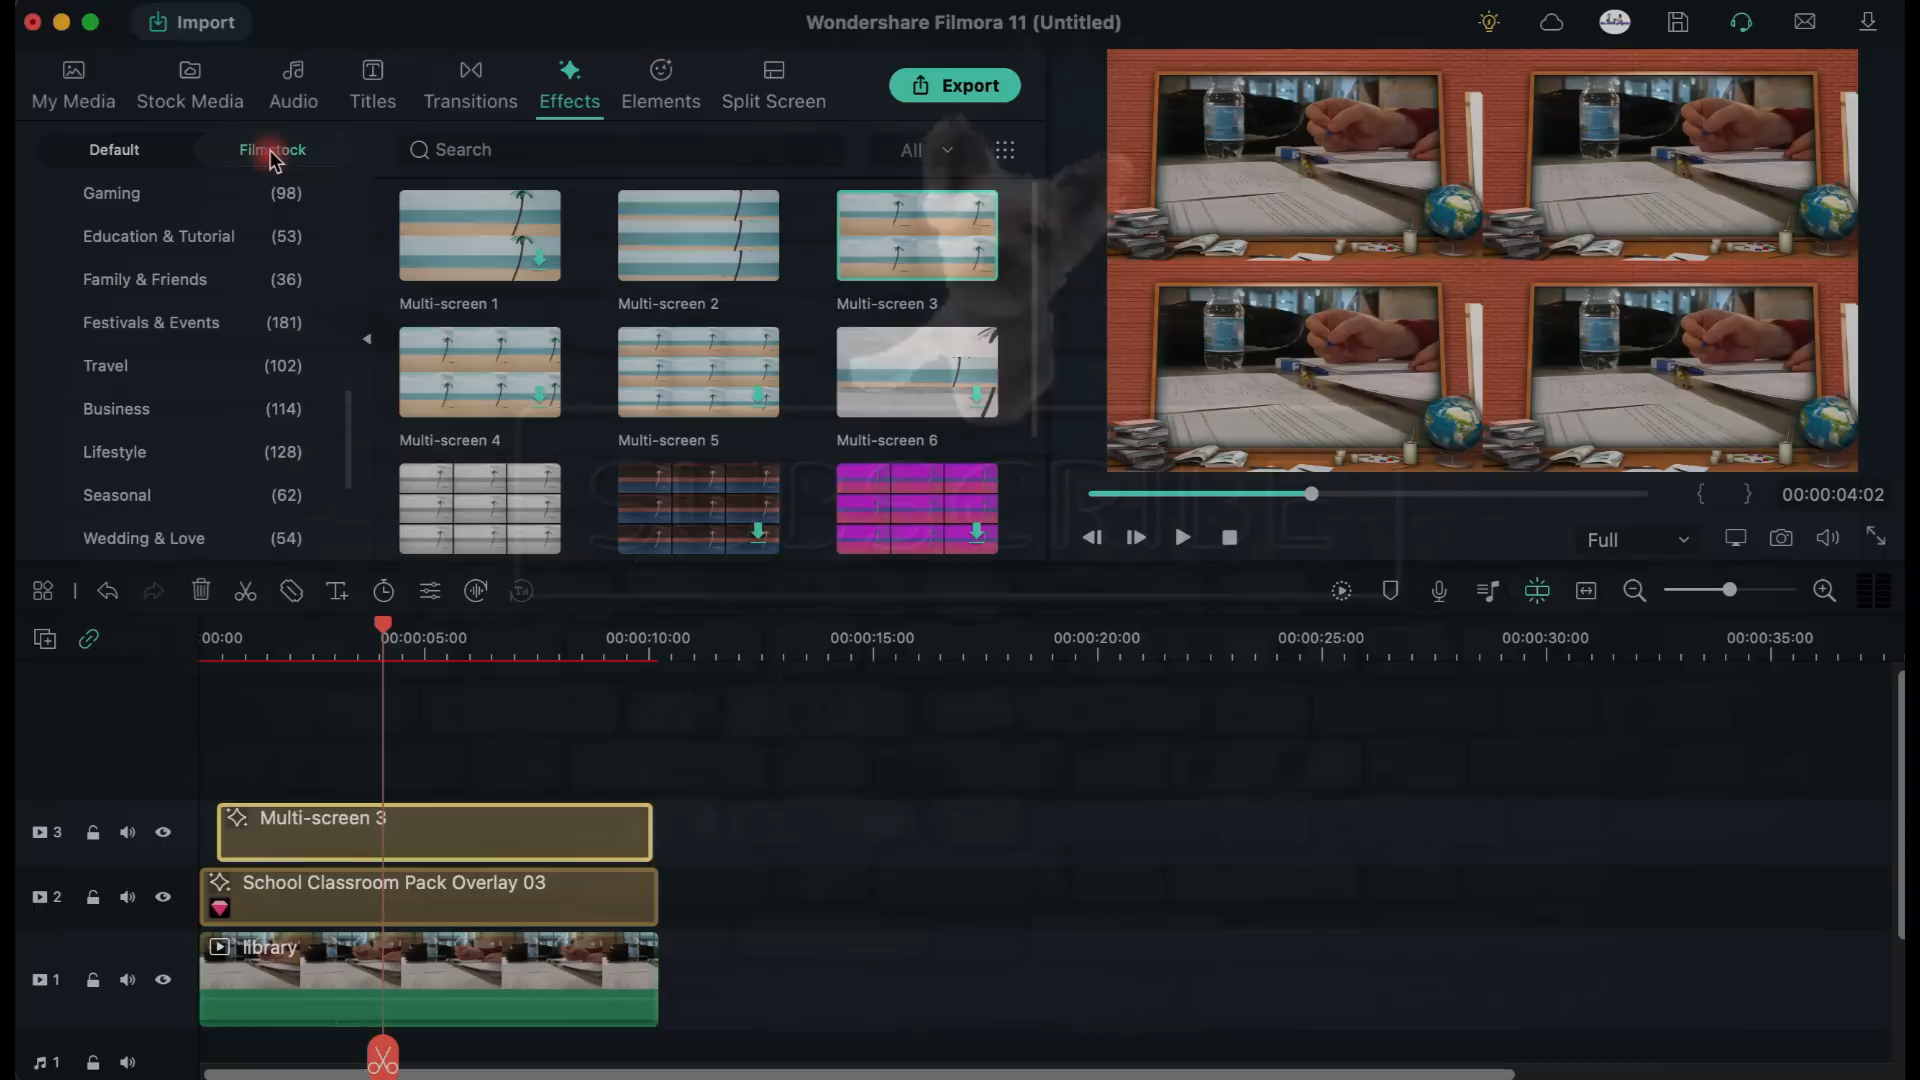 Import
Wondershare Filmora 11 (Untitled)
My Media
Stock Media
Audio
Titles
Transitions
Effects
Elements
Split Screen
Export
Default
Filmstock
Search
All
Gaming (98)
Education & Tutorial (53)
Family & Friends (36)
Festivals & Events (181)
Travel (102)
Business (114)
Lifestyle (128)
Seasonal (62)
Wedding & Love (54)
Multi-screen 1
Multi-screen 2
Multi-screen 3
Multi-screen 4
Multi-screen 5
Multi-screen 6
SUBSCRIBE
00:00:04:02
Full
00:00
00:00:05:00
00:00:10:00
00:00:15:00
00:00:20:00
00:00:25:00
00:00:30:00
00:00:35:00
3
Multi-screen 3
2
School Classroom Pack Overlay 03
1
library
1